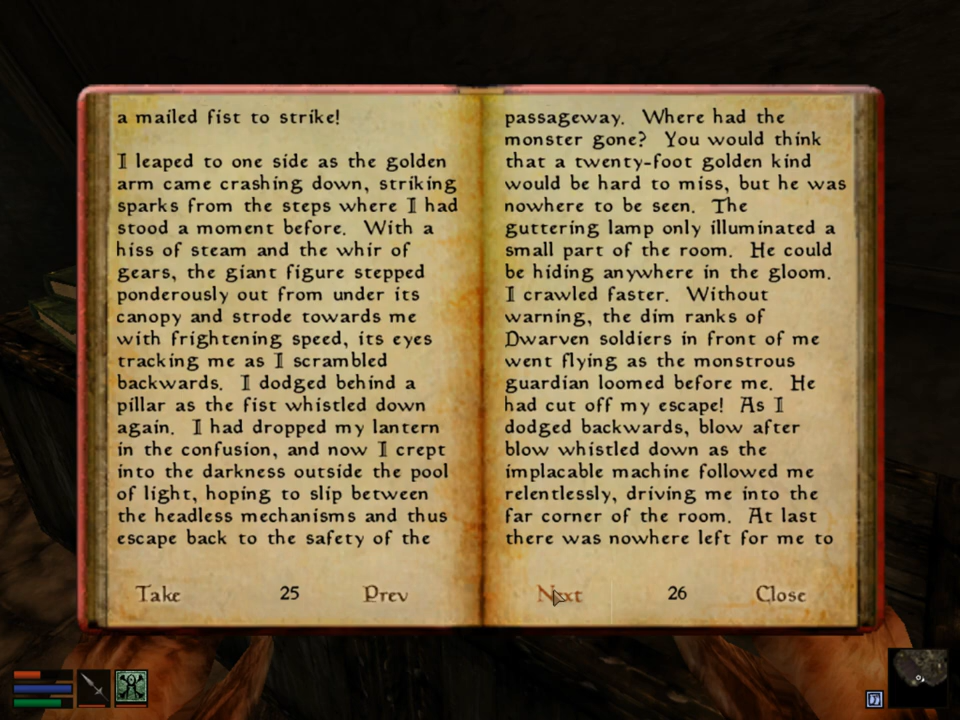 a mailed fist to strike!
I leaped to one side as the golden
arm came crashing down, striking
sparks from the steps where I had
stood a moment before. With a
hiss of steam and the whir of
gears, the giant figure stepped
ponderously out from under its
canopy and strode towards me
with frightening speed, its eyes
tracking me as I scrambled
backwards. I dodged behind a
pillar as the fist whistled down
again. I had dropped my lantern
in the confusion, and now I crept
into the darkness outside the pool
of light, hoping to slip between
the headless mechanisms and thus
escape back to the safety of the
Take 25 Prev
passageway. Where had the
monster gone? You would think
that a twenty-foot golden kind
would be hard to miss, but he was
nowhere to be seen. The
guttering lamp only illuminated a
small part of the room. He could
be hiding anywhere in the gloom.
I crawled faster. Without
warning, the dim ranks of
Dwarven soldiers in front of me
went flying as the monstrous
guardian loomed before me. He
had cut off my escape! As I
dodged backwards, blow after
blow whistled down as the
implacable machine followed me
relentlessly, driving me into the
far corner of the room. At last
there was nowhere left for me to
Next 26 Close